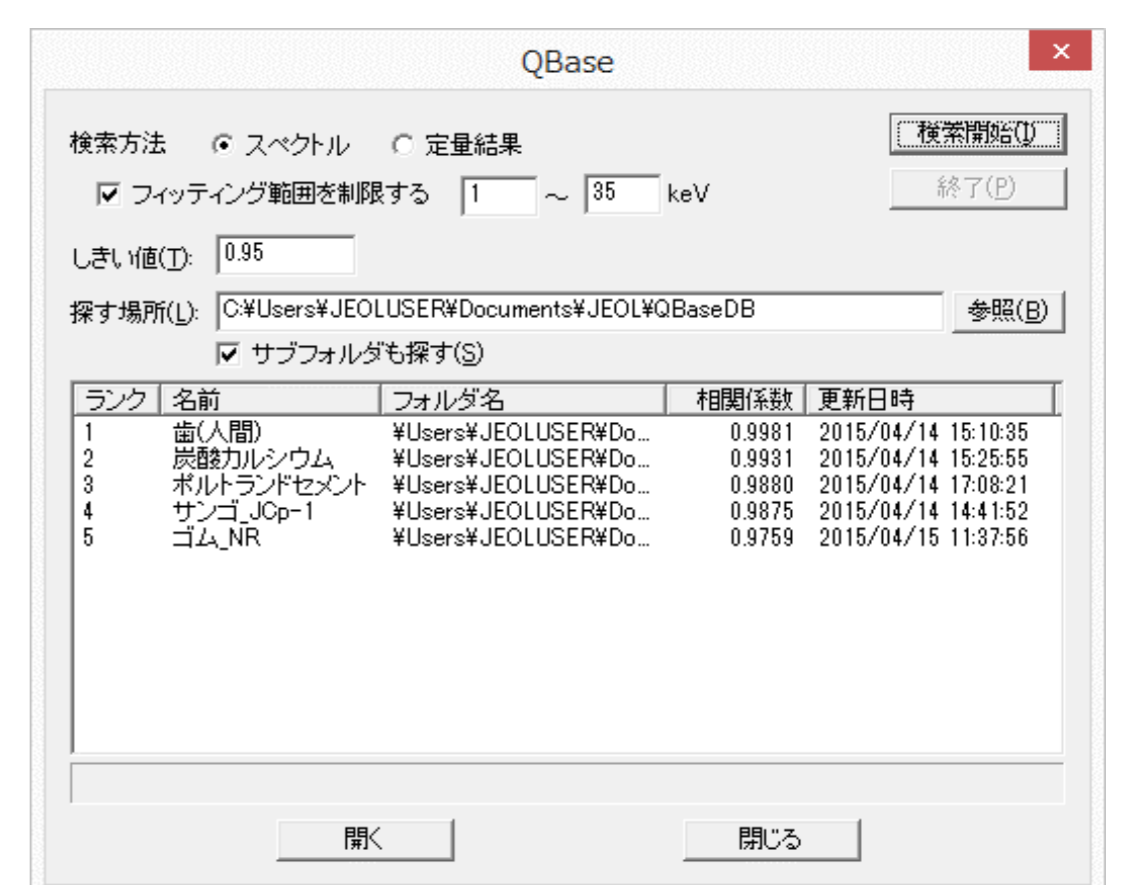 QBase
検索方法 スペクトル 定量結果 検索開始(I)
フィッティング範囲を制限する 1 ～ 35 keV 終了(P)
しきい値(T): 0.95
探す場所(L): C:¥Users¥JEOLUSER¥Documents¥JEOL¥QBaseDB 参照(B)
サブフォルダも探す(S)
ランク 名前 フォルダ名 相関係数 更新日時
1 歯(人間) ¥Users¥JEOLUSER¥Do... 0.9981 2015/04/14 15:10:35
2 炭酸カルシウム ¥Users¥JEOLUSER¥Do... 0.9931 2015/04/14 15:25:55
3 ポルトランドセメント ¥Users¥JEOLUSER¥Do... 0.9880 2015/04/14 17:08:21
4 サンゴ_JCp-1 ¥Users¥JEOLUSER¥Do... 0.9875 2015/04/14 14:41:52
5 ゴム_NR ¥Users¥JEOLUSER¥Do... 0.9759 2015/04/15 11:37:56
開く 閉じる